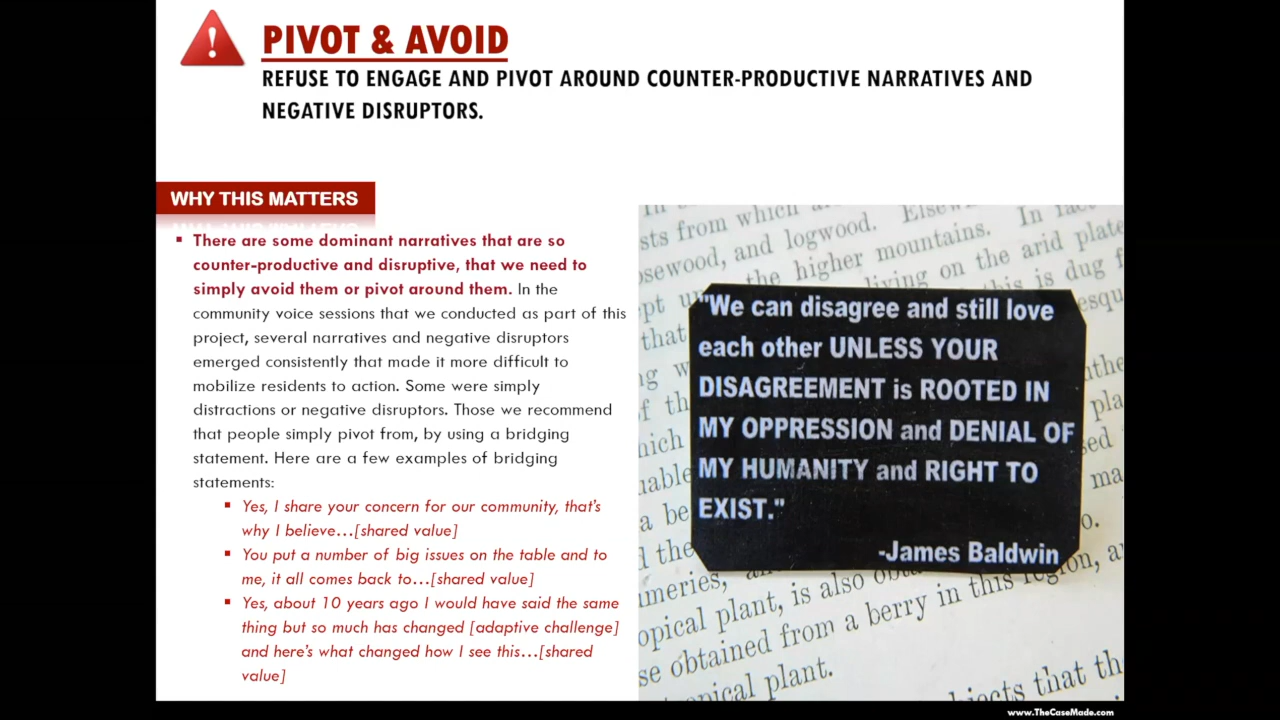 PIVOT & AVOID
REFUSE TO ENGAGE AND PIVOT AROUND COUNTER-PRODUCTIVE NARRATIVES AND
NEGATIVE DISRUPTORS.
WHY THIS MATTERS
▪ There are some dominant narratives that are so
counter-productive and disruptive, that we need to
simply avoid them or pivot around them. In the
community voice sessions that we conducted as part of this
project, several narratives and negative disruptors
emerged consistently that made it more difficult to
mobilize residents to action. Some were simply
distractions or negative disruptors. Those we recommend
that people simply pivot from, by using a bridging
statement. Here are a few examples of bridging
statements:
▪ Yes, I share your concern for our community, that's
why I believe...[shared value]
▪ You put a number of big issues on the table and to
me, it all comes back to...[shared value]
▪ Yes, about 10 years ago I would have said the same
thing but so much has changed [adaptive challenge]
and here's what changed how I see this...[shared
value]
from which
and logwood. In
the higher mountains.
living on the arid
is dug
"We can disagree and still love
each other UNLESS YOUR
DISAGREEMENT is ROOTED IN
MY OPPRESSION and DENIAL OF
MY HUMANITY and RIGHT TO
EXIST."
-James Baldwin
plant, is also
obtained from a berry in this region,
plant.
that
www.TheCaseMade.com